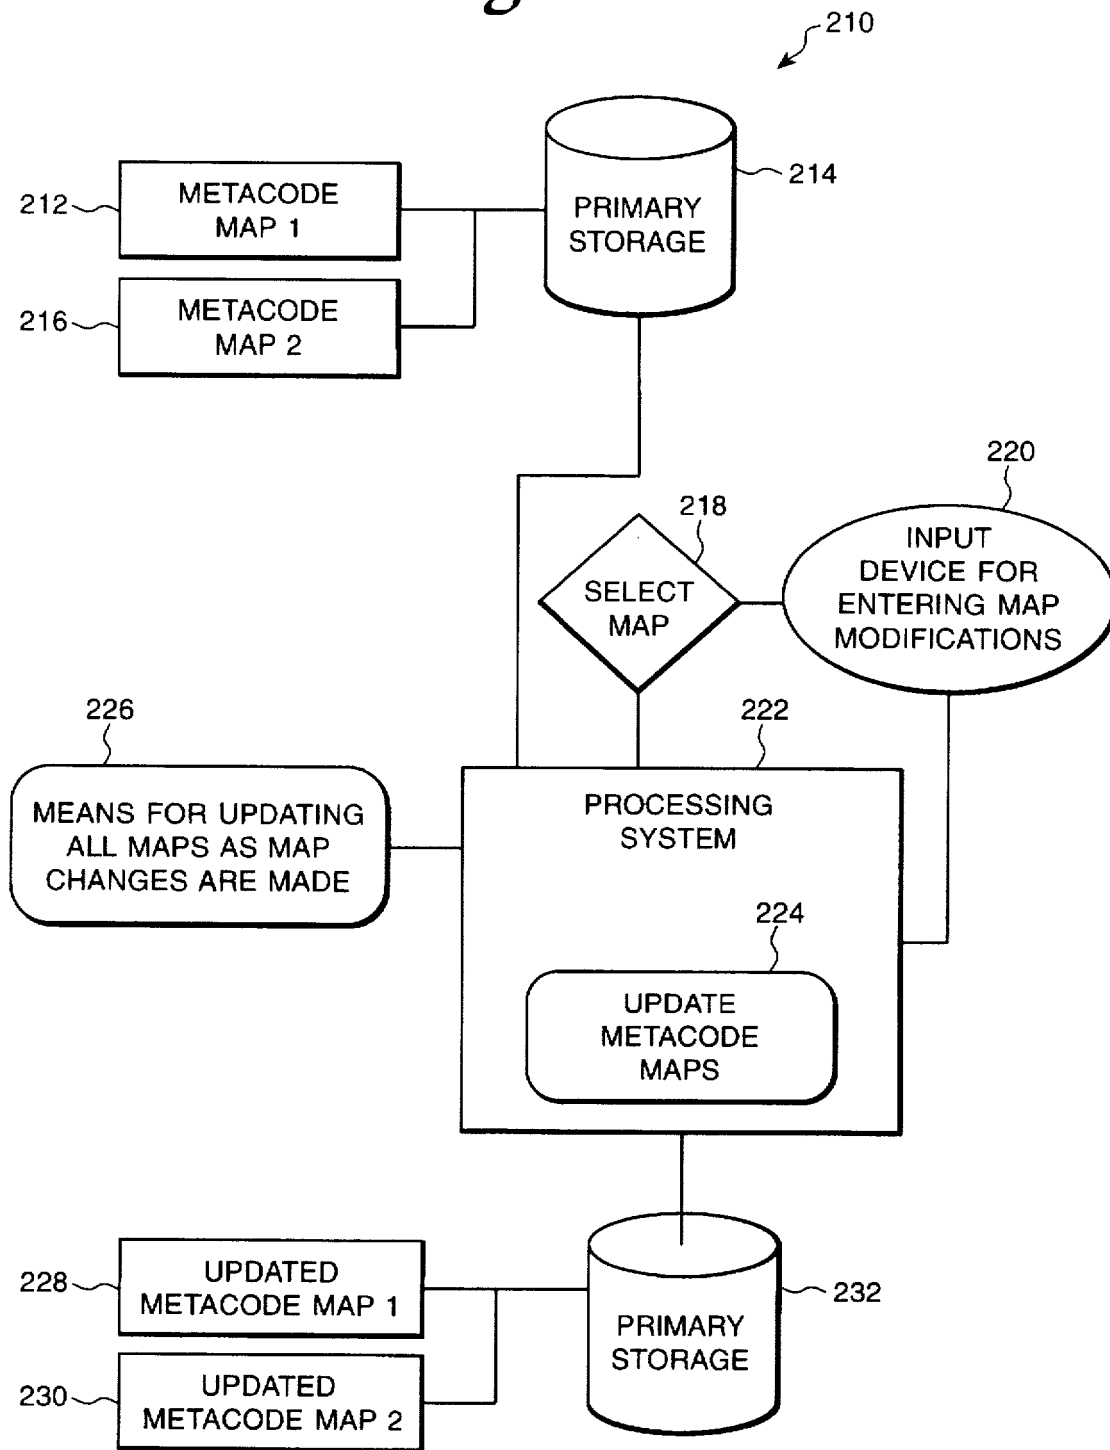 210
METACODE
MAP 1
212
214
PRIMARY
STORAGE
METACODE
MAP 2
216
220
218
SELECT
MAP
INPUT
DEVICE FOR
ENTERING MAP
MODIFICATIONS
226
222
MEANS FOR UPDATING
ALL MAPS AS MAP
CHANGES ARE MADE
PROCESSING
SYSTEM
224
UPDATE
METACODE
MAPS
228
UPDATED
METACODE MAP 1
232
PRIMARY
STORAGE
230
UPDATED
METACODE MAP 2